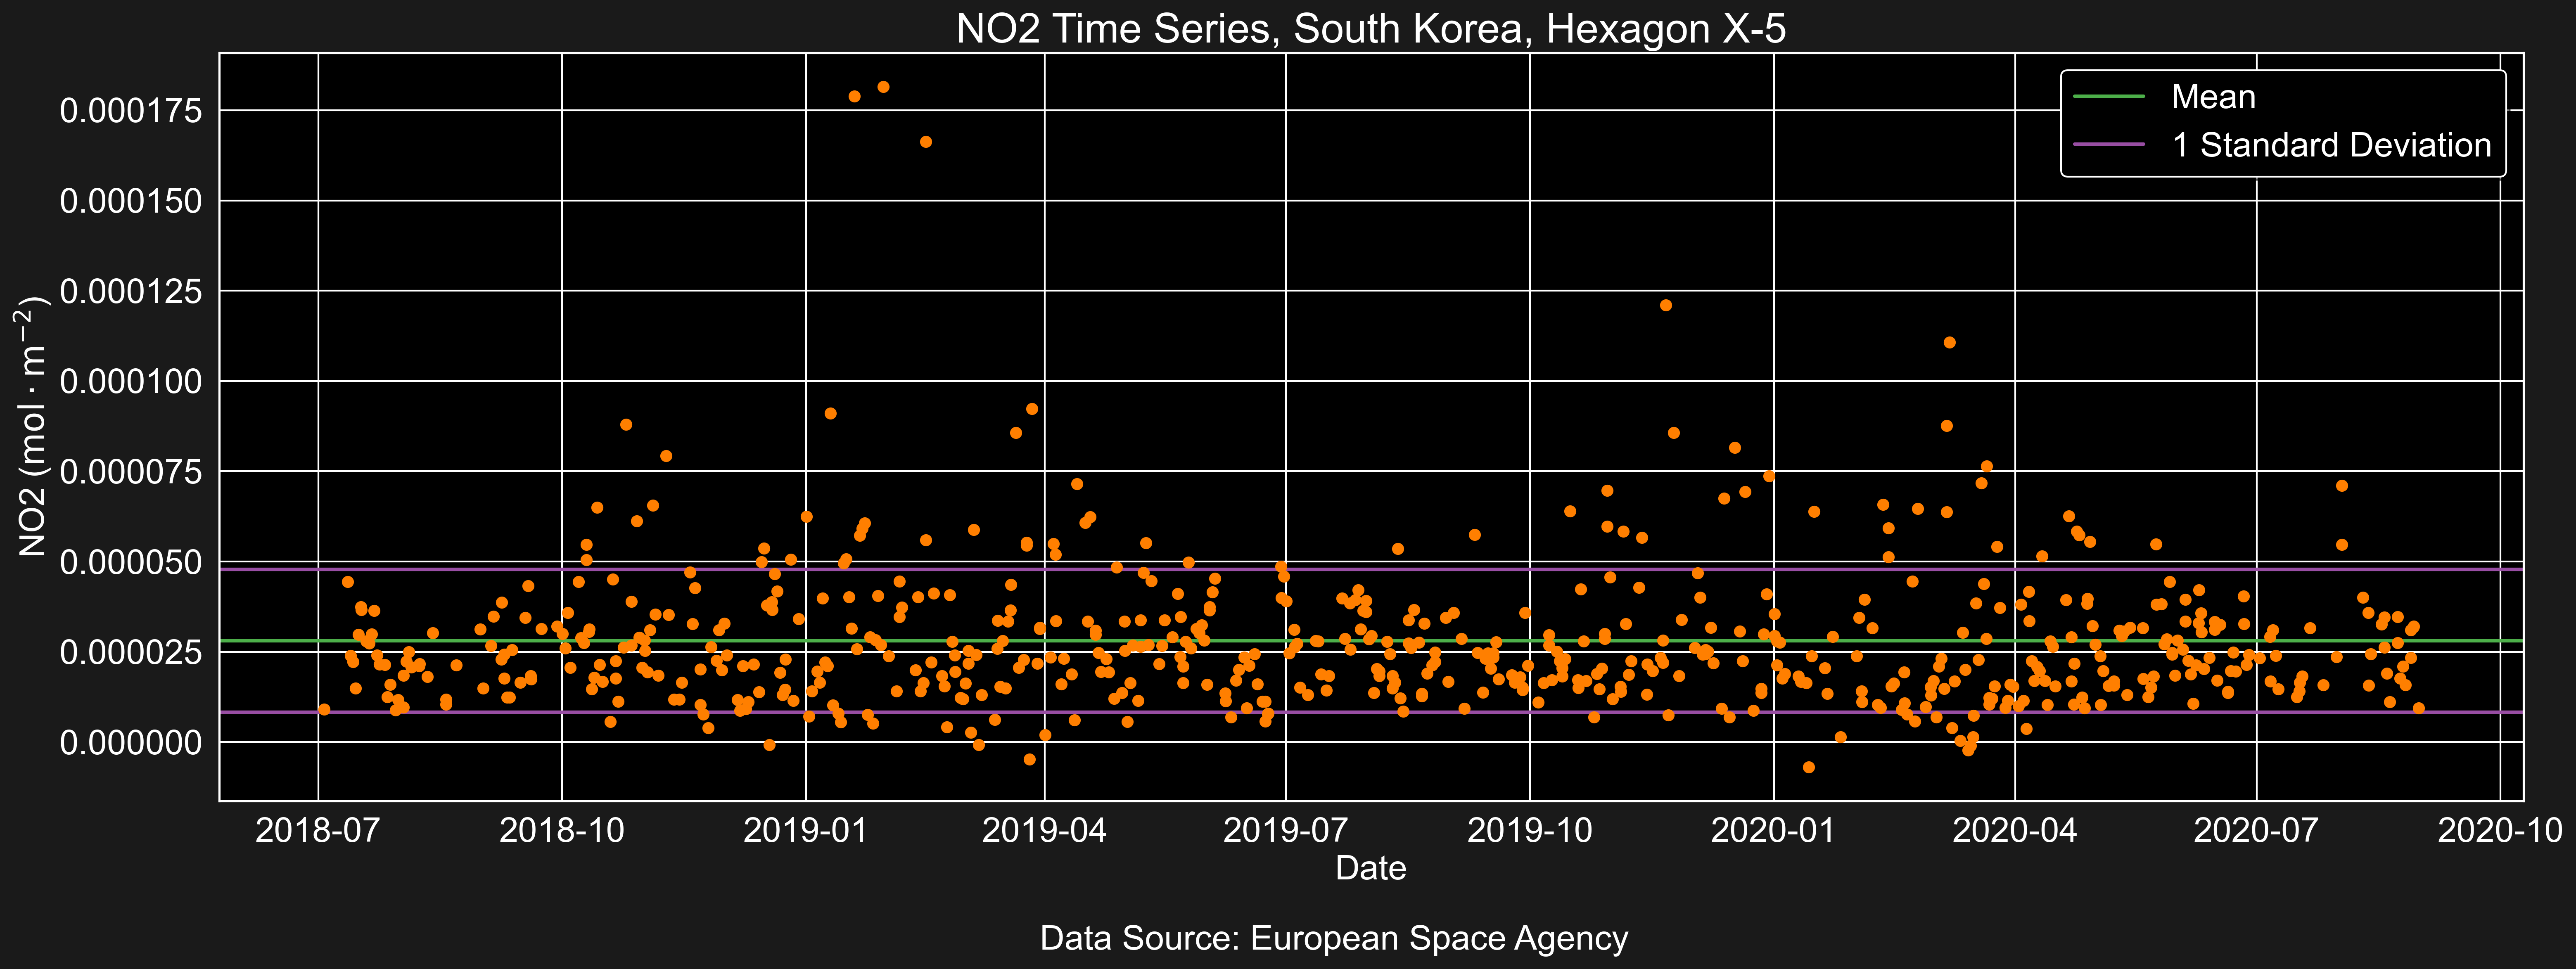 NO2 Time Series, South Korea, Hexagon X-5
Mean
1 Standard Deviation
NO2 (mol · m⁻²)
0.000175
0.000150
0.000125
0.000100
0.000075
0.000050
0.000025
0.000000
2018-07 2018-10 2019-01 2019-04 2019-07 2019-10 2020-01 2020-04 2020-07 2020-10
Date
Data Source: European Space Agency